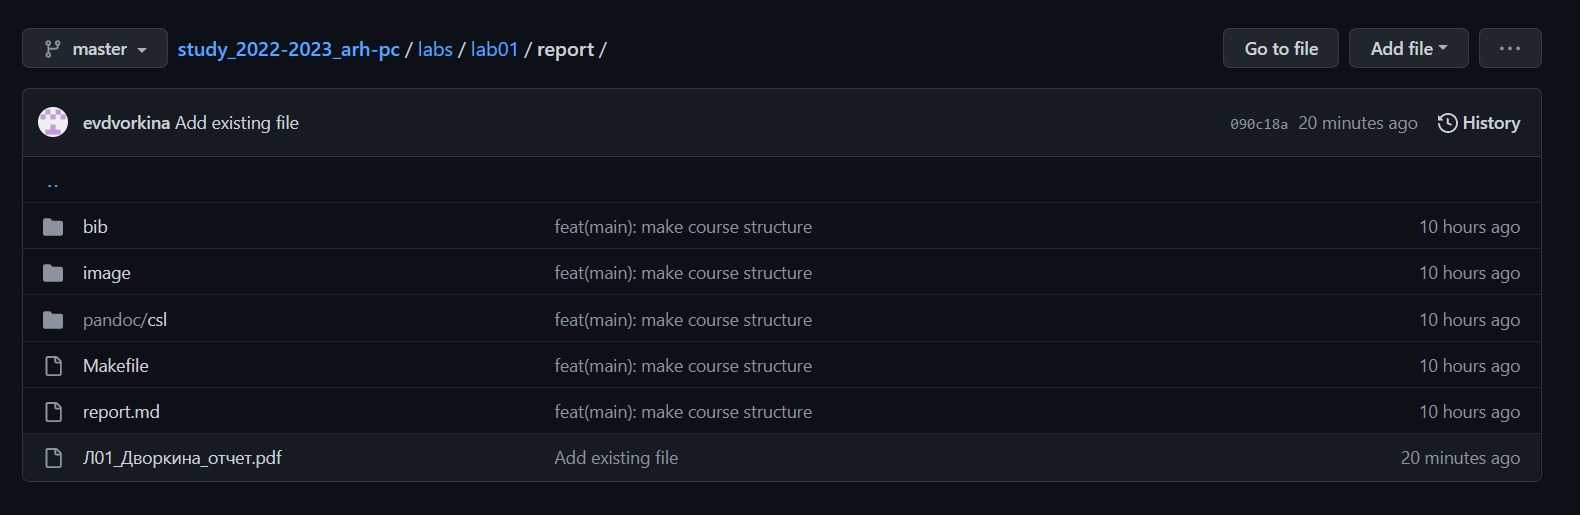 master study_2022-2023_arh-pc / labs / lab01 / report / Go to file Add file ...
evdvorkina Add existing file 090c18a 20 minutes ago History
..
bib feat(main): make course structure 10 hours ago
image feat(main): make course structure 10 hours ago
pandoc/csl feat(main): make course structure 10 hours ago
Makefile feat(main): make course structure 10 hours ago
report.md feat(main): make course structure 10 hours ago
Л01_Дворкина_отчет.pdf Add existing file 20 minutes ago